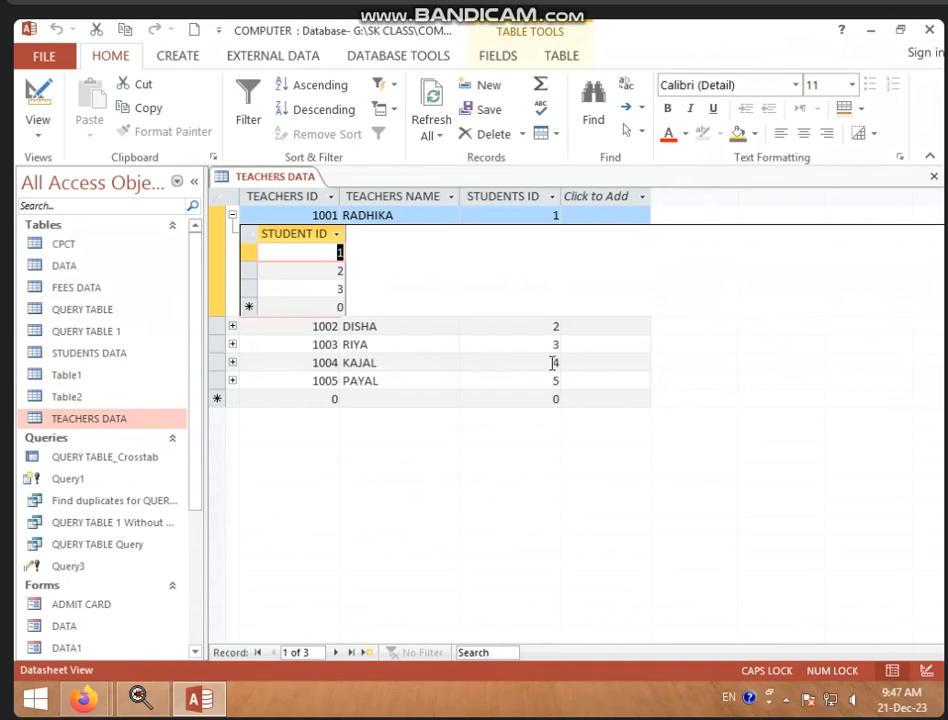 www.BANDICAM.com
COMPUTER : Database- G:\SK CLASS\COM...
TABLE TOOLS
?
Sign in
FILE
HOME
CREATE
EXTERNAL DATA
DATABASE TOOLS
FIELDS
TABLE
View
Views
Paste
Cut
Copy
Format Painter
Clipboard
Filter
Ascending
Descending
Remove Sort
Sort & Filter
Refresh
All
New
Save
Delete
Records
Find
Find
Calibri (Detail)
11
B I U
Text Formatting
All Access Obje...
Search...
Tables
CPCT
DATA
FEES DATA
QUERY TABLE
QUERY TABLE 1
STUDENTS DATA
Table1
Table2
TEACHERS DATA
Queries
QUERY TABLE_Crosstab
Query1
Find duplicates for QUER...
QUERY TABLE 1 Without ...
QUERY TABLE Query
Query3
Forms
ADMIT CARD
DATA
DATA1
TEACHERS DATA
TEACHERS ID TEACHERS NAME STUDENTS ID Click to Add
1001 RADHIKA 1
STUDENT ID
1
2
3
0
1002 DISHA 2
1003 RIYA 3
1004 KAJAL 4
1005 PAYAL 5
0 0
Record: 1 of 3 No Filter Search
Datasheet View
CAPS LOCK NUM LOCK
EN
9:47 AM
21-Dec-23